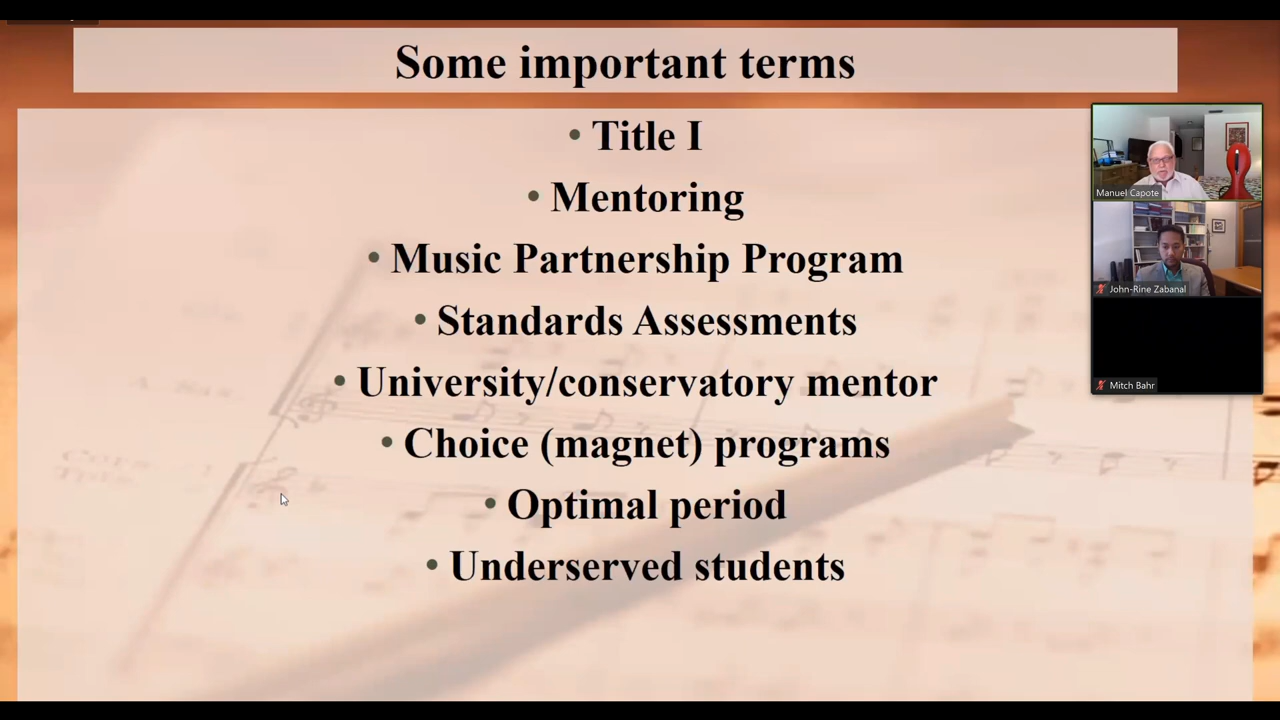 Some important terms
• Title I
• Mentoring
• Music Partnership Program
• Standards Assessments
• University/conservatory mentor
• Choice (magnet) programs
• Optimal period
• Underserved students
Manuel Capote
John-Rine Zabanal
Mitch Bahr